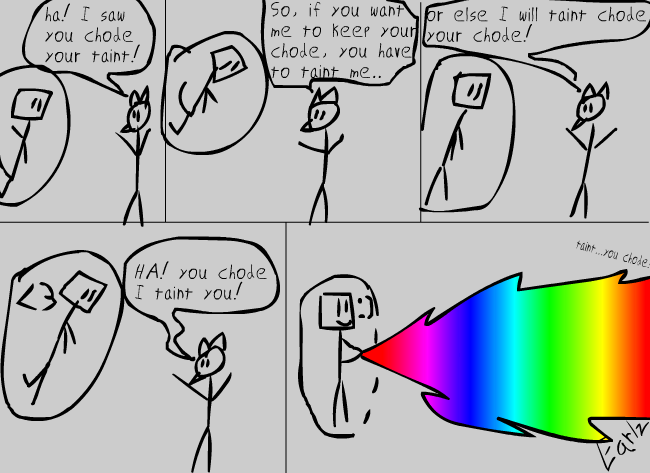 ha! I saw
you chode
your taint!
So, if you want
me to keep your
chode, you have
to taint me..
or else I will taint chode
your chode!
<3
HA! you chode
I taint you!
:)
taint...you chode.
Earlz